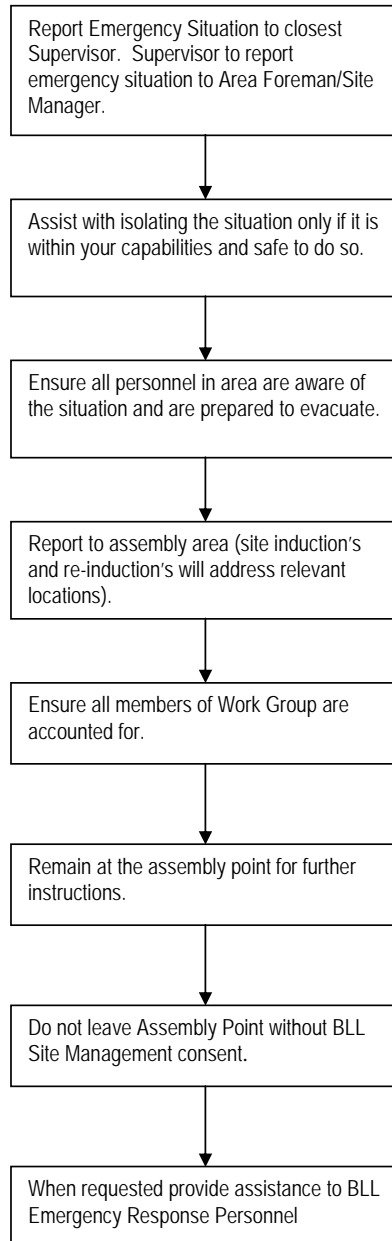 Report Emergency Situation to closest
Supervisor.  Supervisor to report
emergency situation to Area Foreman/Site
Manager.
Assist with isolating the situation only if it is
within your capabilities and safe to do so.
Ensure all personnel in area are aware of
the situation and are prepared to evacuate.
Report to assembly area (site induction's
and re-induction's will address relevant
locations).
Ensure all members of Work Group are
accounted for.
Remain at the assembly point for further
instructions.
Do not leave Assembly Point without BLL
Site Management consent.
When requested provide assistance to BLL
Emergency Response Personnel